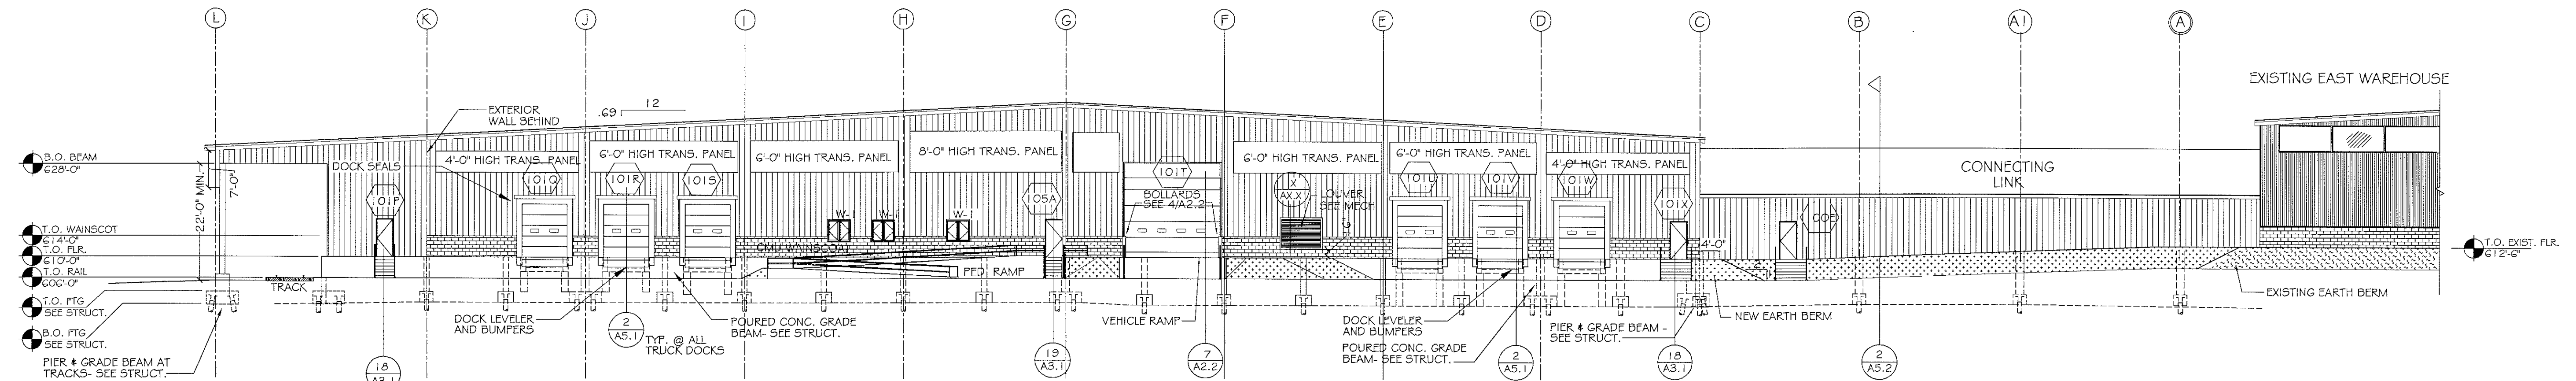 L
K
J
I
H
G
F
E
D
C
B
A1
A
EXISTING EAST WAREHOUSE
12
.69
EXTERIOR
WALL BEHIND
B.O. BEAM
628'-0"
DOCK SEALS
4'-0" HIGH TRANS. PANEL
6'-0" HIGH TRANS. PANEL
6'-0" HIGH TRANS. PANEL
8'-0" HIGH TRANS. PANEL
6'-0" HIGH TRANS. PANEL
6'-0" HIGH TRANS. PANEL
4'-0" HIGH TRANS. PANEL
CONNECTING
LINK
22'-0" MIN.
7'-0"
101P
101Q
101R
101S
105A
101T
BOLLARDS
SEE 4/A2.2
X
AX.X
LOUVER,
SEE MECH
101U
101V
101W
101X
W-1
W-1
W-1
T.O. WAINSCOT
614'-0"
T.O. FLR.
610'-0"
T.O. RAIL
606'-0"
T.O. FTG
SEE STRUCT.
B.O. FTG
SEE STRUCT.
CMU WAINSCOAT
4'-0"
T.O. EXIST. FLR.
612'-6"
TRACK
PED. RAMP
PIER & GRADE BEAM AT
TRACKS- SEE STRUCT.
18
A3.1
DOCK LEVELER
AND BUMPERS
2
A5.1
TYP. @ ALL
TRUCK DOCKS
POURED CONC. GRADE
BEAM- SEE STRUCT.
19
A3.1
VEHICLE RAMP
7
A2.2
DOCK LEVELER
AND BUMPERS
POURED CONC. GRADE
BEAM- SEE STRUCT.
2
A5.1
PIER & GRADE BEAM -
SEE STRUCT.
18
A3.1
NEW EARTH BERM
2
A5.2
EXISTING EARTH BERM